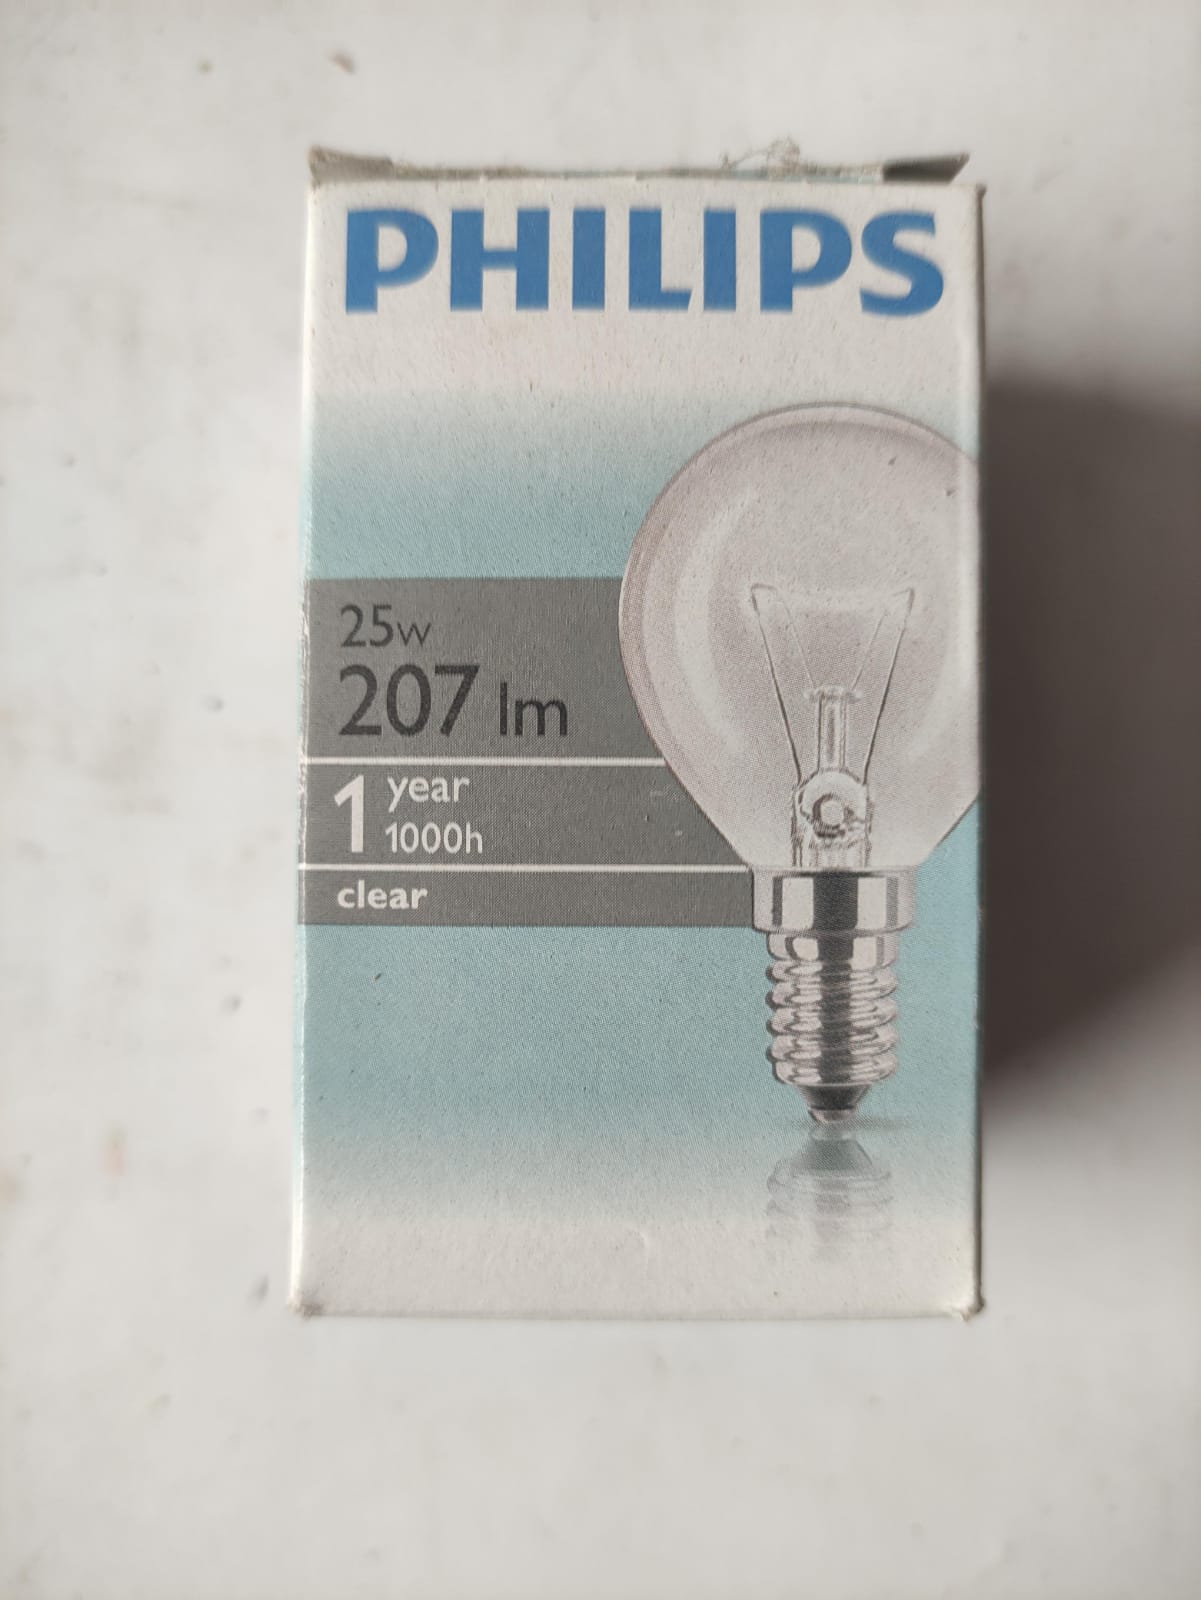 PHILIPS
25w
207 lm
1 year
1000h
clear